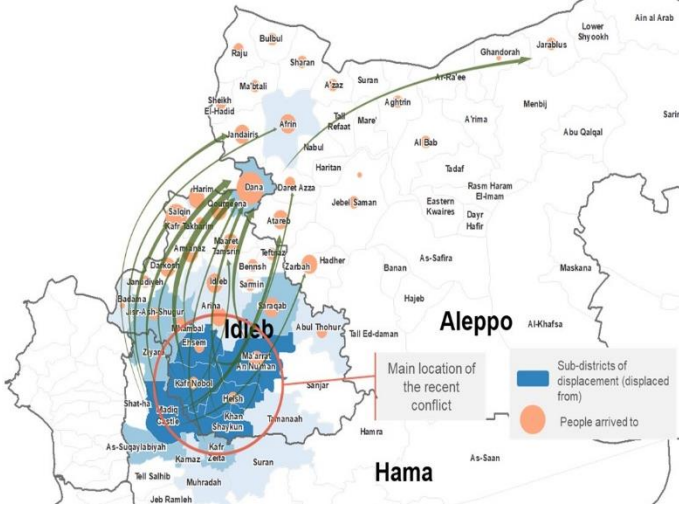 Ain al Arab
Lower
Shyookh
Bulbul
Raju
Jarablus
Ghandorah
Sharan
Ar-Ra'ee
Suran
A'zaz
Ma'btali
Menbij
Aghtrin
Sheikh
El-Hadid
A'rima
Tall
Refaat
Mare'
Afrin
Abu Qalqal
Jandairis
Nabul
Al Bab
Tadaf
Haritan
Dana
Daret Azza
Harim
Rasm Haram
El-Imam
Qourqeena
Jebel Saman
Eastern
Kwaires
Salqin
Atareb
Dayr
Hafir
Kafr Takharim
Maaret
Tamsrin
Armanaz
Teftnaz
As-Safira
Hadher
Darkosh
Bennsh
Zarbah
Banan
Maskana
Janudiyeh
Idleb
Sarmin
Badama
Hajeb
Ariha
Saraqab
Jisr-Ash-Shugur
Aleppo
Al-Khafsa
Mhambal
Idleb
Abul Thohur
Tall Ed-daman
Ehsem
Ziyara
Ma'arrat
An Numan
Main location
of the recent
conflict
Sub-districts of
displacement (displaced
from)
People arrived to
Kafr Nobol
Sanjar
Heish
Shat-ha
Madiq
Castle
Khan
Shaykun
Tamanaah
Hamra
As-Suqaylabiyah
Kafr
Zeita
Karnaz
Suran
As-Saan
Hama
Tell Salhib
Muhradah
Jeb Ramleh